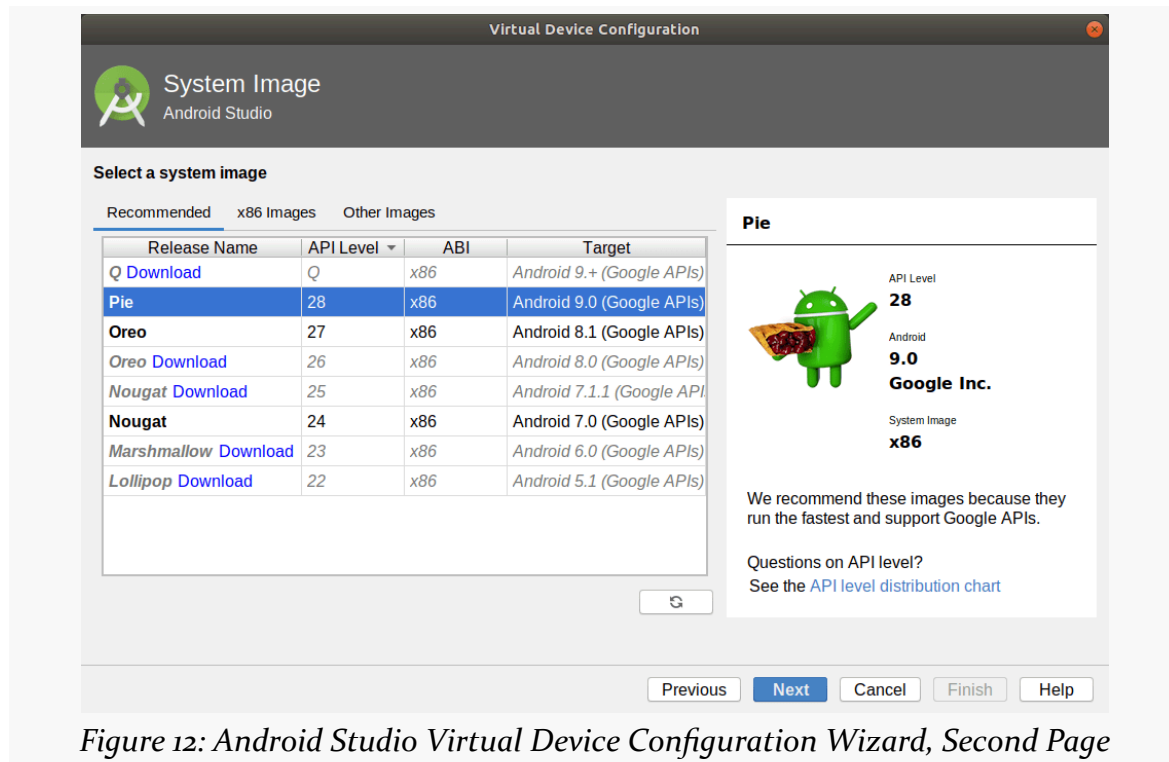 Virtual Device Configuration
System Image
Android Studio
Select a system image
Recommended x86 Images Other Images
Release Name API Level ABI Target
Q Download Q x86 Android 9.+ (Google APIs)
Pie 28 x86 Android 9.0 (Google APIs)
Oreo 27 x86 Android 8.1 (Google APIs)
Oreo Download 26 x86 Android 8.0 (Google APIs)
Nougat Download 25 x86 Android 7.1.1 (Google API
Nougat 24 x86 Android 7.0 (Google APIs)
Marshmallow Download 23 x86 Android 6.0 (Google APIs)
Lollipop Download 22 x86 Android 5.1 (Google APIs)
Pie
API Level
28
Android
9.0
Google Inc.
System Image
x86
We recommend these images because they
run the fastest and support Google APIs.
Questions on API level?
See the API level distribution chart
Previous Next Cancel Finish Help
Figure 12: Android Studio Virtual Device Configuration Wizard, Second Page